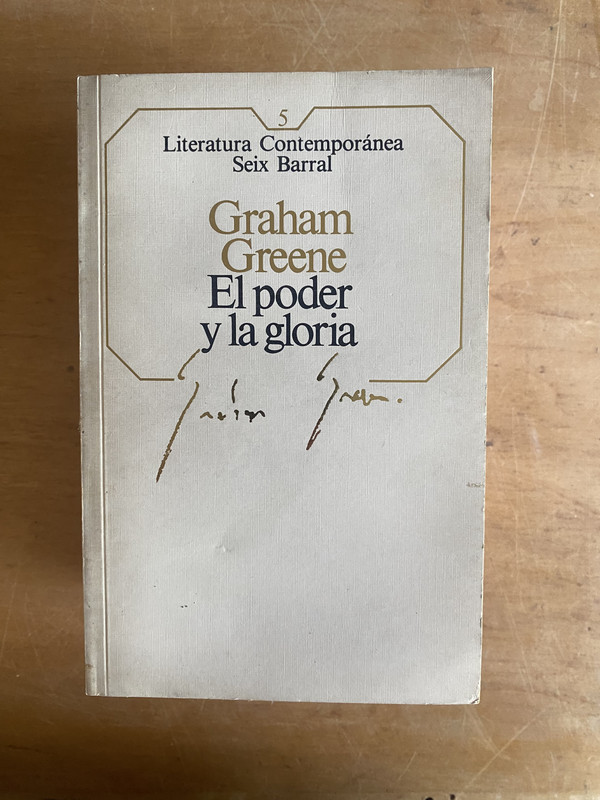 5
Literatura Contemporánea
Seix Barral
Graham
Greene
El poder
y la gloria